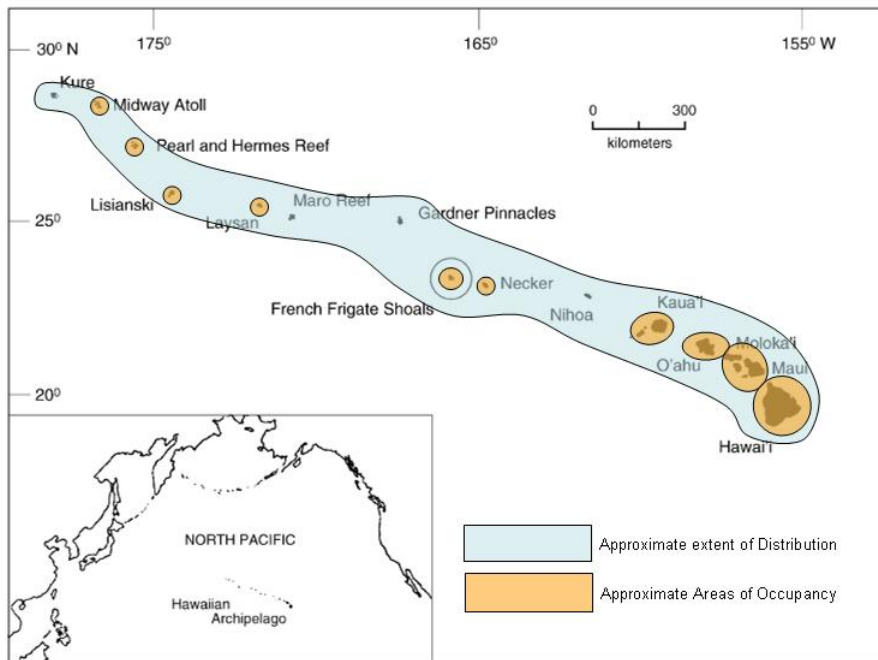 175⁰
165⁰
155⁰ W
30⁰ N
Kure
Midway Atoll
0
300
kilometers
Pearl and Hermes Reef
Lisianski
Laysan
Maro Reef
Gardner Pinnacles
25⁰
French Frigate Shoals
Necker
Nihoa
Kaua'i
O'ahu
Moloka'i
Maui
20⁰
Hawai'i
NORTH PACIFIC
Hawaiian
Archipelago
Approximate extent of Distribution
Approximate Areas of Occupancy